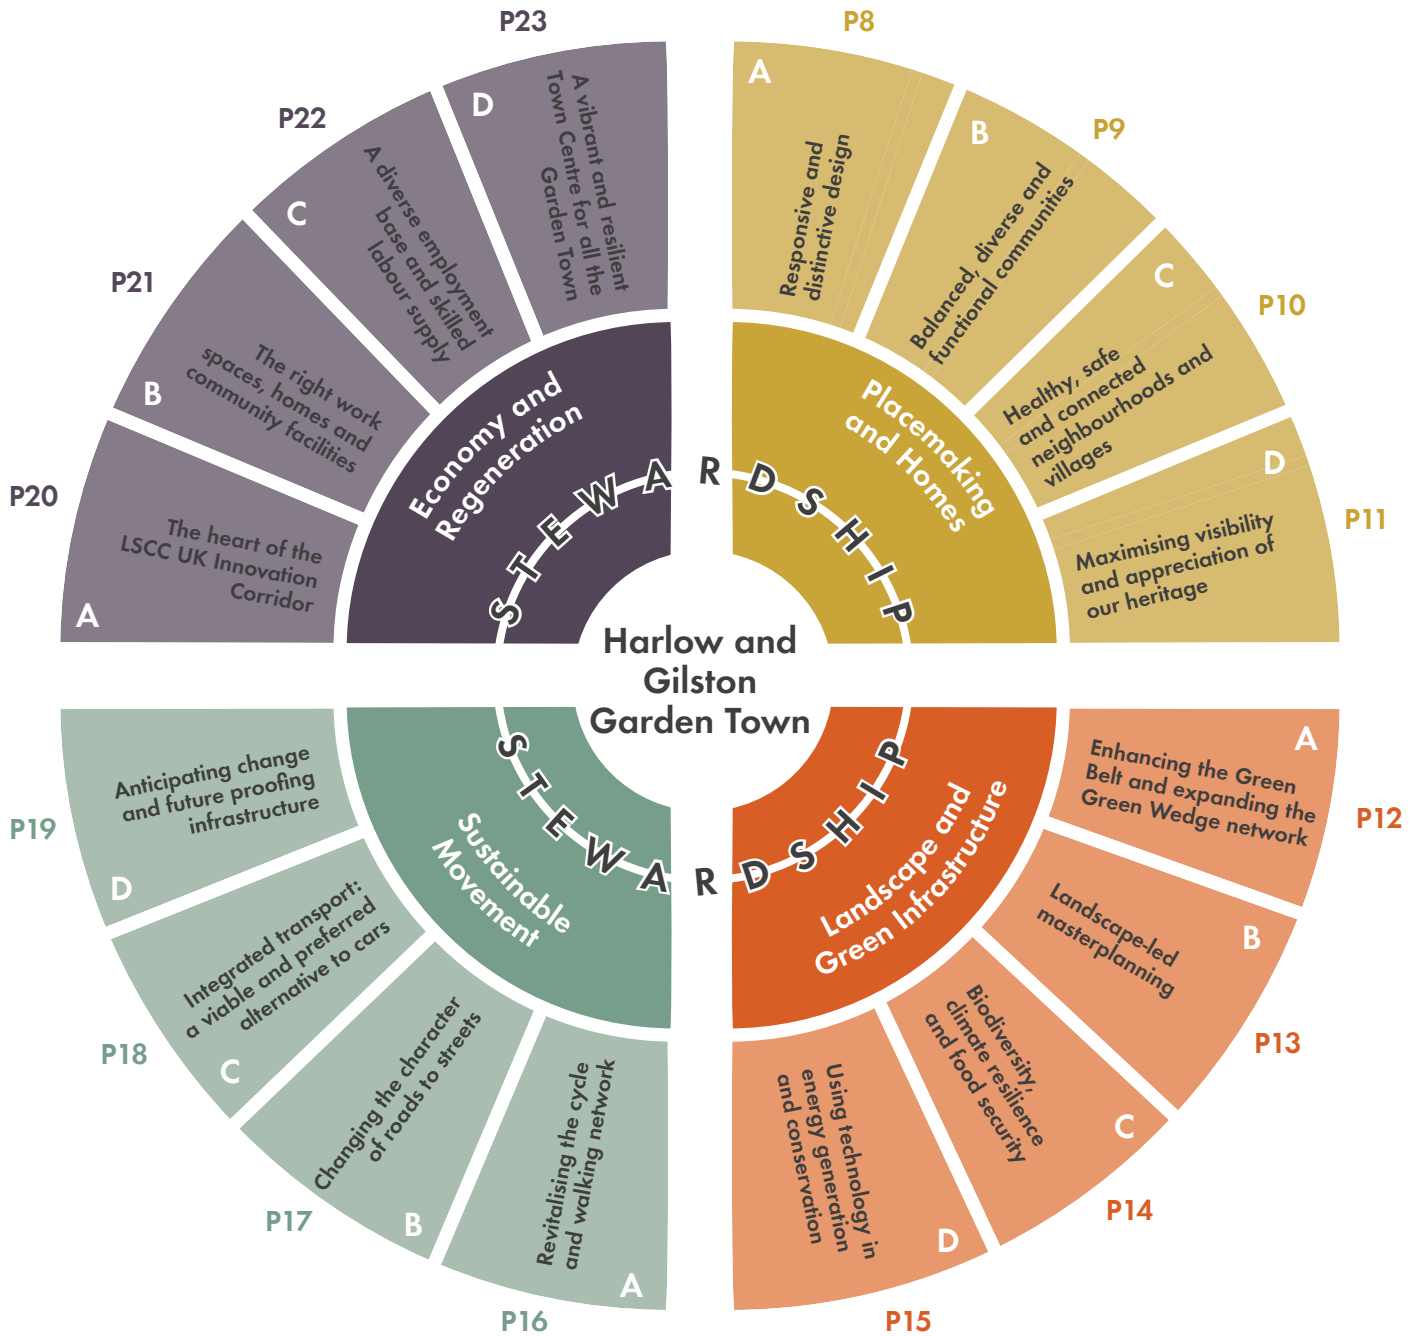 P8
A
Responsive and
distinctive design
P9
B
Balanced, diverse and
functional communities
P10
C
Healthy, safe
and connected
neighbourhoods and
villages
P11
D
Maximising visibility
and appreciation of
our heritage
Placemaking
and Homes
P12
A
Enhancing the Green
Belt and expanding the
Green Wedge network
P13
B
Landscape-led
masterplanning
P14
C
Biodiversity,
climate resilience
and food security
P15
D
Using technology in
energy generation
and conservation
Landscape and
Green Infrastructure
P16
A
Revitalising the cycle
and walking network
P17
B
Changing the character
of roads to streets
P18
C
Integrated transport:
a viable and preferred
alternative to cars
P19
D
Anticipating change
and future proofing
infrastructure
Sustainable
Movement
P20
A
The heart of the
LSCC UK Innovation
Corridor
P21
B
The right work
spaces, homes and
community facilities
P22
C
A diverse employment
base and skilled
labour supply
P23
D
A vibrant and resilient
Town Centre for all the
Garden Town
Economy and
Regeneration
STEWARDSHIP
Harlow and
Gilston
Garden Town
STEWARDSHIP